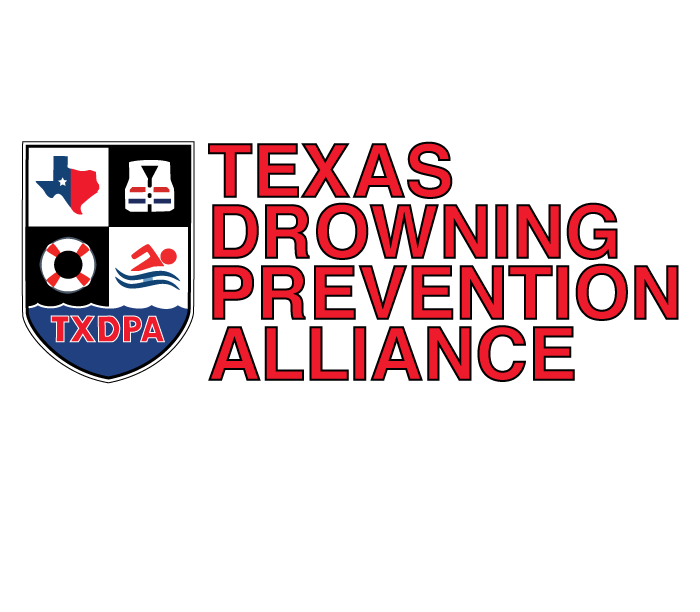 TXDPA
TEXAS
DROWNING
PREVENTION
ALLIANCE